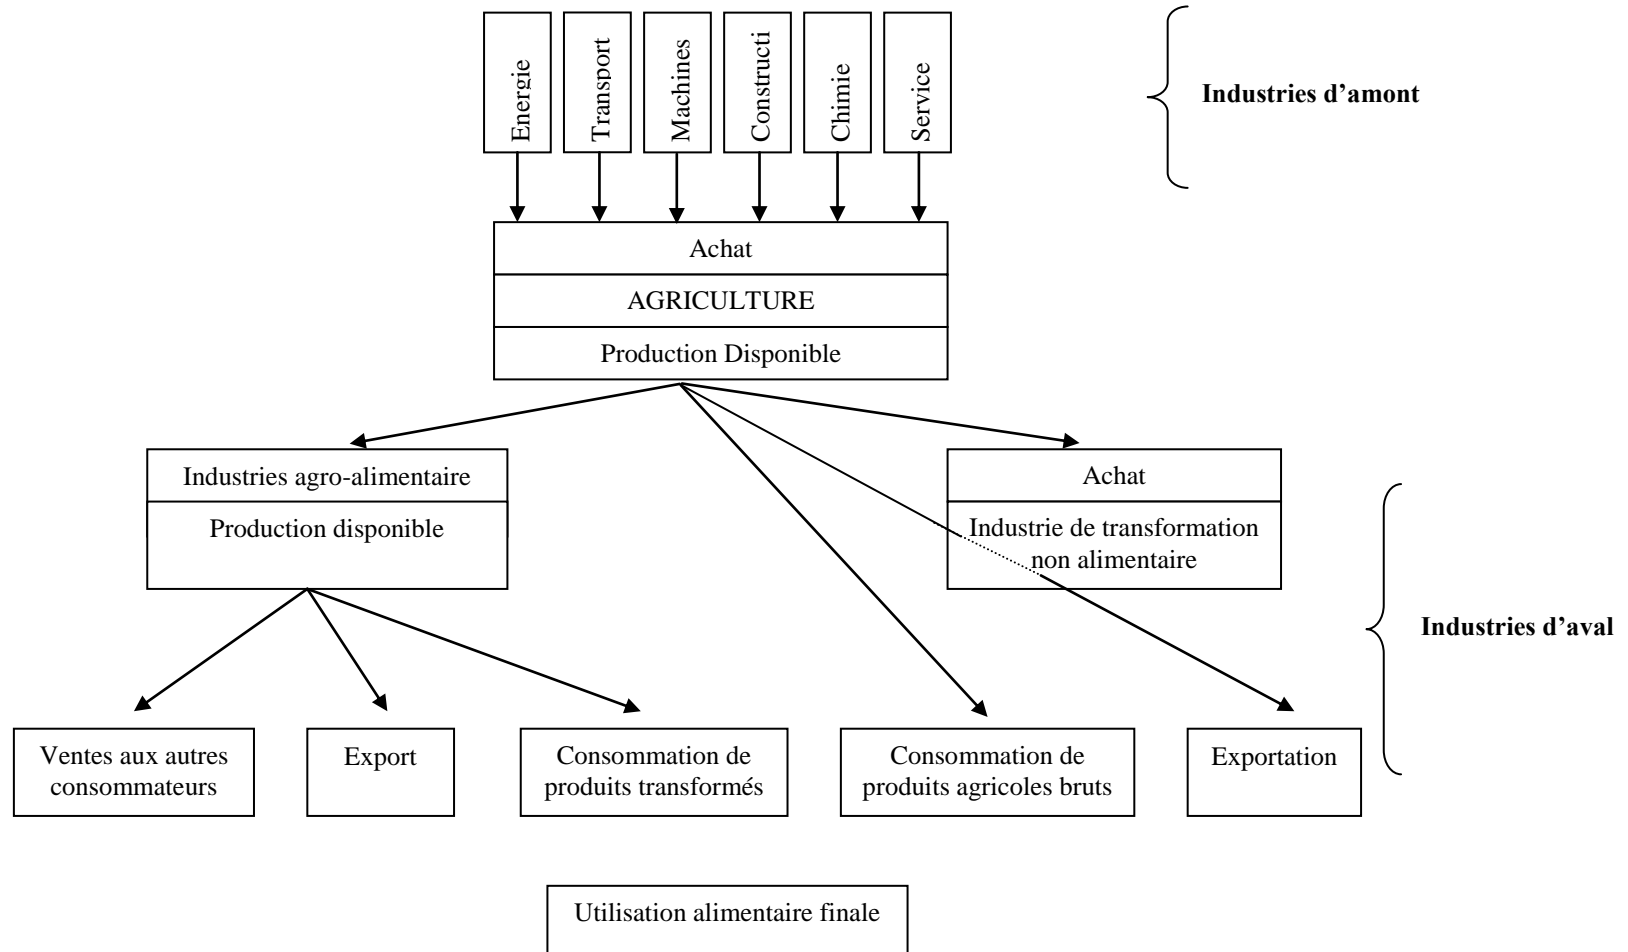 Energie
Transport
Machines
Constructi
Chimie
Service
Industries d’amont
Achat
AGRICULTURE
Production Disponible
Industries agro-alimentaire
Production disponible
Achat
Industrie de transformation
non alimentaire
Industries d’aval
Ventes aux autres
consommateurs
Export
Consommation de
produits transformés
Consommation de
produits agricoles bruts
Exportation
Utilisation alimentaire finale